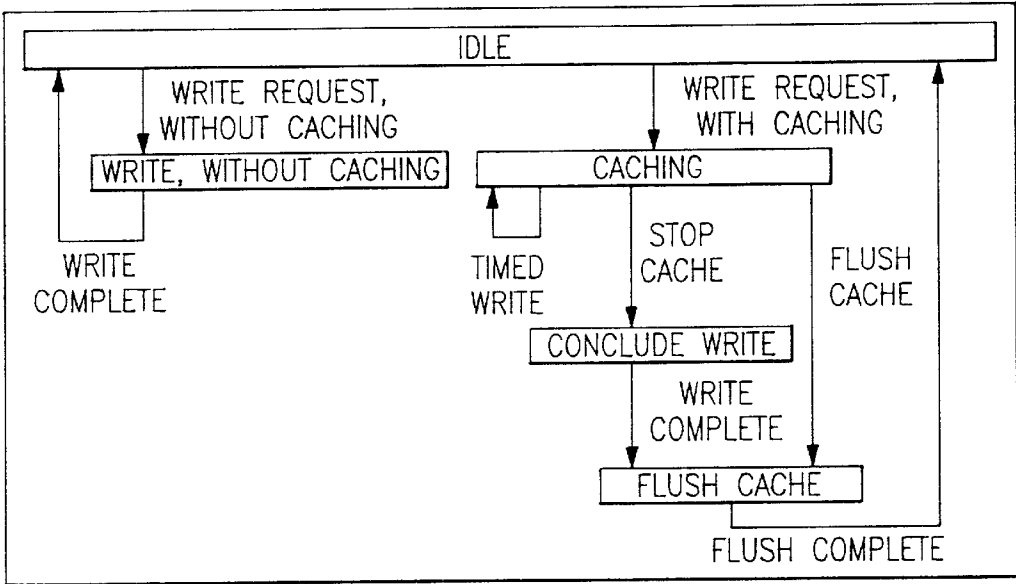 IDLE
WRITE REQUEST,
WITHOUT CACHING
WRITE REQUEST,
WITH CACHING
WRITE, WITHOUT CACHING
CACHING
WRITE
COMPLETE
TIMED
WRITE
STOP
CACHE
FLUSH
CACHE
CONCLUDE WRITE
WRITE
COMPLETE
FLUSH CACHE
FLUSH COMPLETE